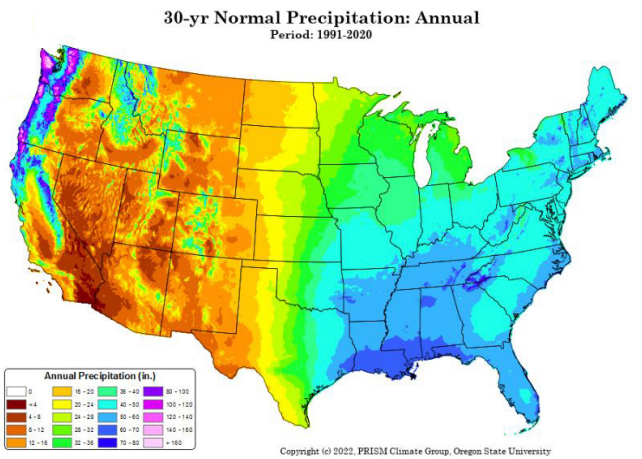 30-yr Normal Precipitation: Annual
Period: 1991-2020
Annual Precipitation (in.)
0 16 - 20 36 - 40 80 - 100
<4 20 - 24 40 - 50 100 - 120
4 - 8 24 - 28 50 - 60 120 - 140
8 - 12 28 - 32 60 - 70 140 - 160
12 - 16 32 - 36 70 - 80 > 160
Copyright (c) 2022, PRISM Climate Group, Oregon State University